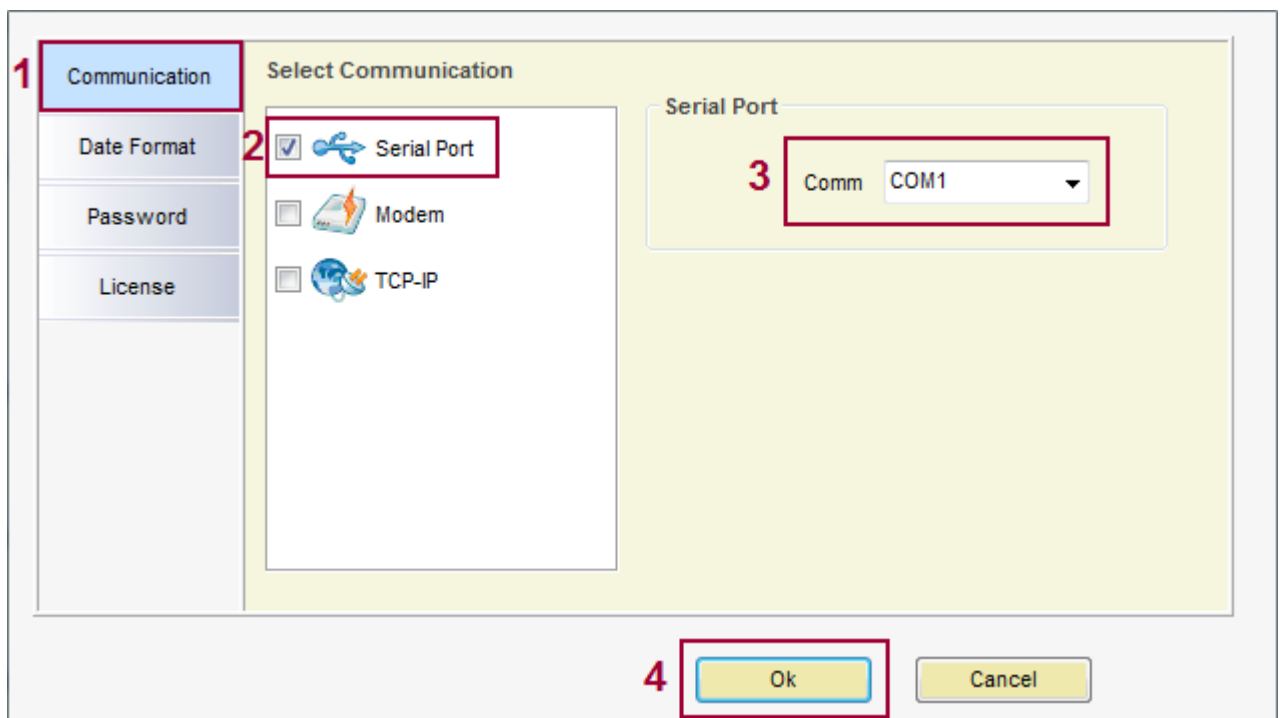 1
Communication
Date Format
Password
License
Select Communication
2
Serial Port
Modem
TCP-IP
Serial Port
3
Comm COM1
4
Ok
Cancel